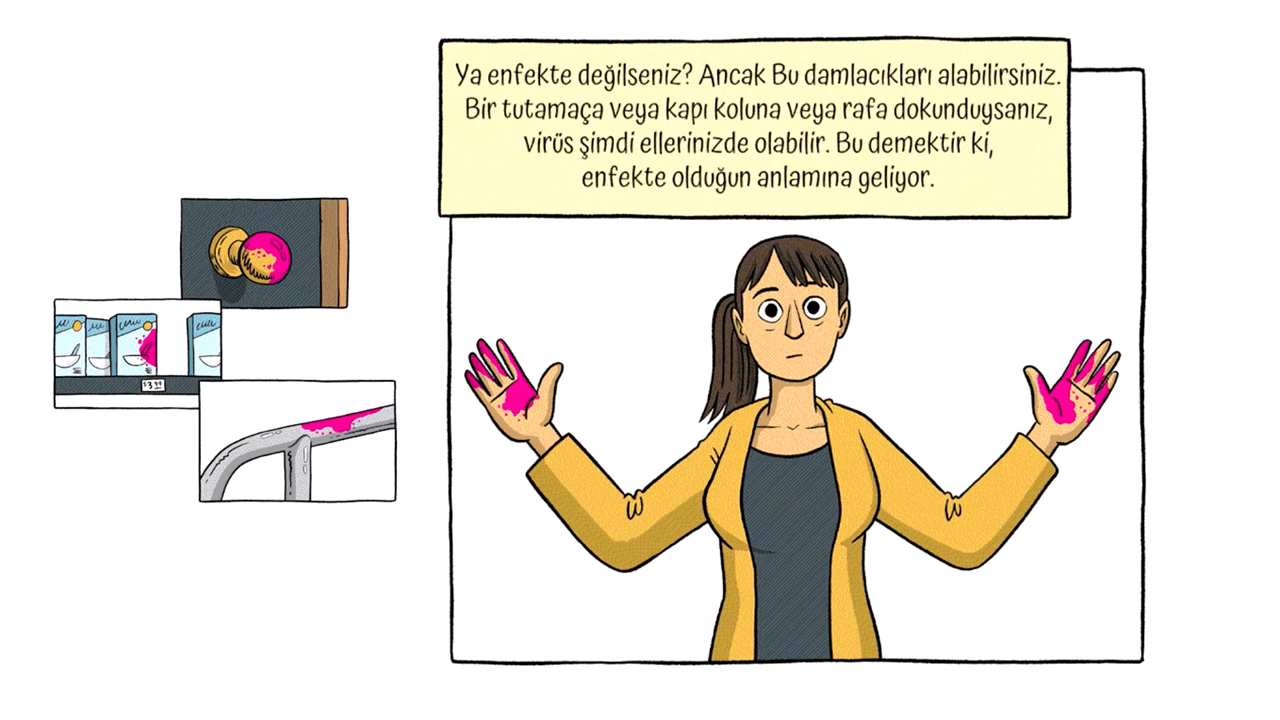 Ya enfekte değilseniz? Ancak Bu damlacıkları alabilirsiniz.
Bir tutamaça veya kapı koluna veya rafa dokunduysanız,
virüs şimdi ellerinizde olabilir. Bu demektir ki,
enfekte olduğun anlamına geliyor.